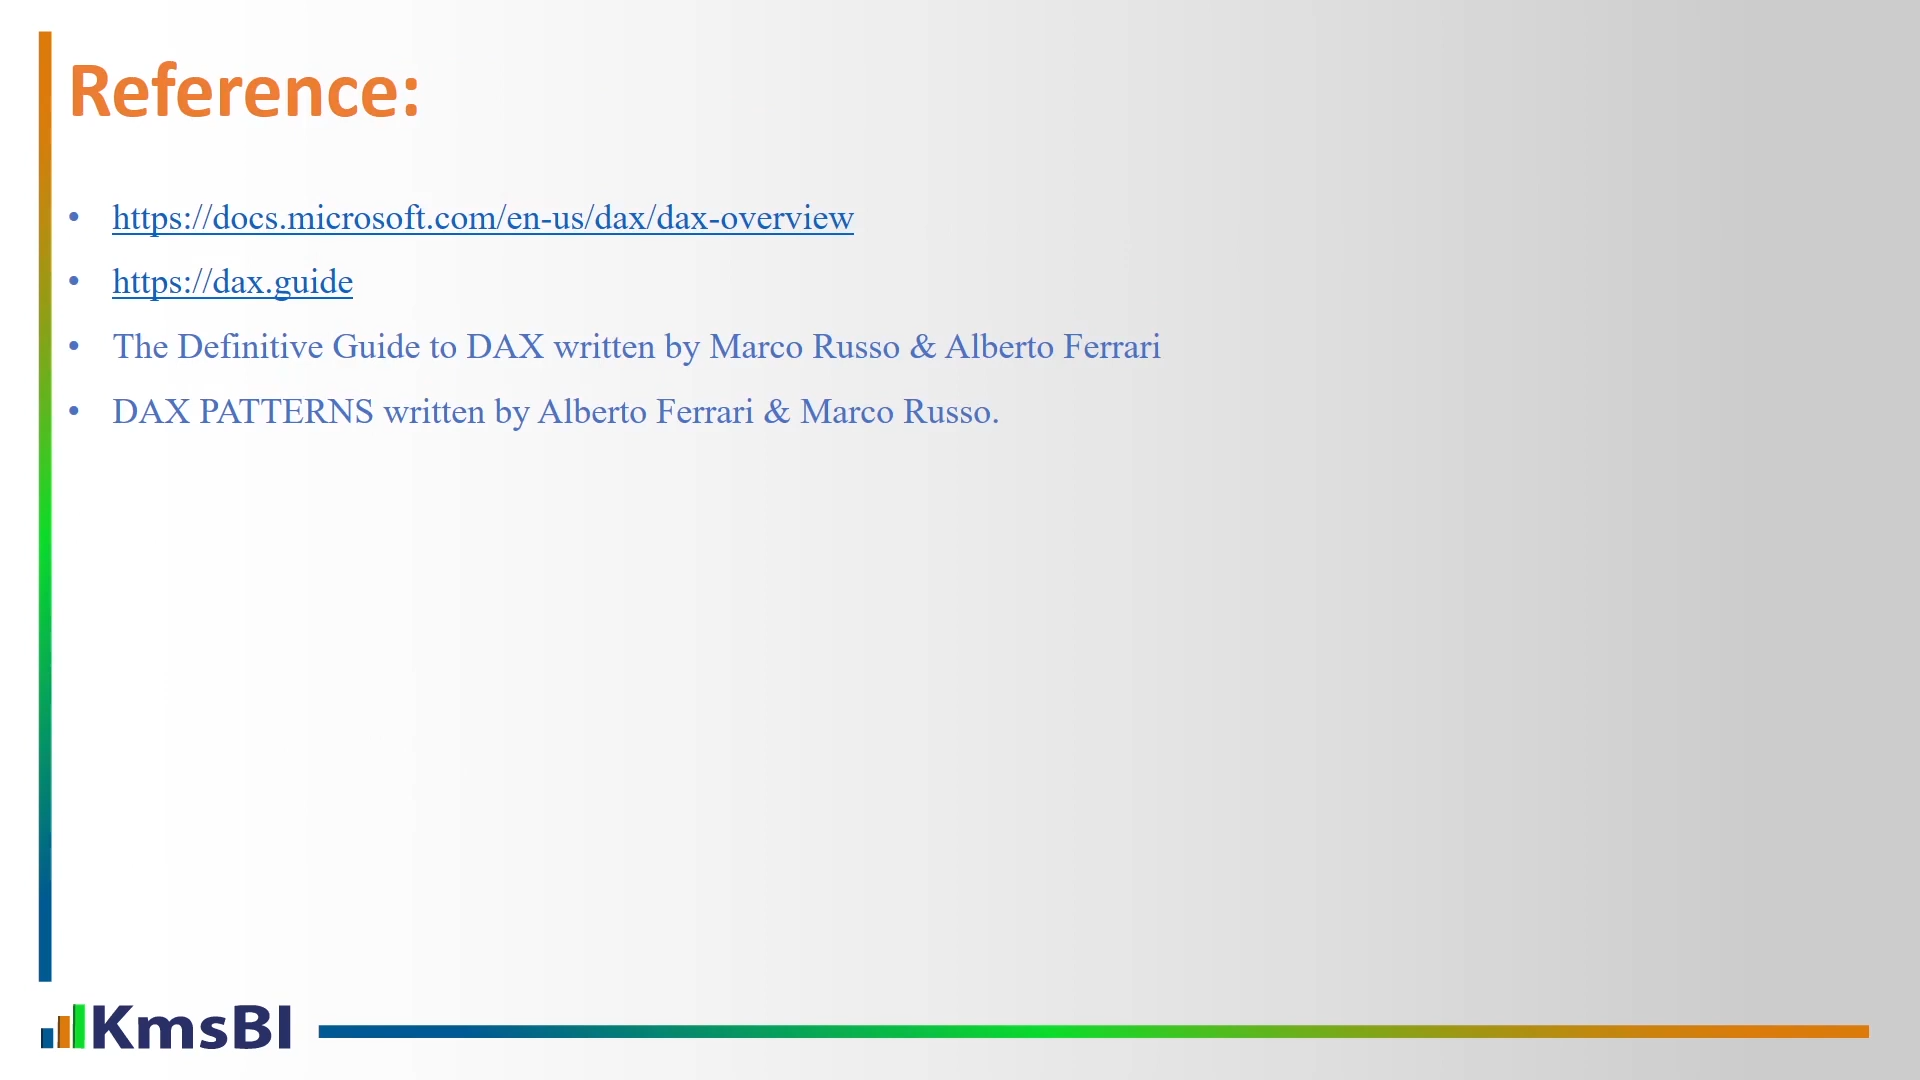 Reference:
• https://docs.microsoft.com/en-us/dax/dax-overview
• https://dax.guide
• The Definitive Guide to DAX written by Marco Russo & Alberto Ferrari
• DAX PATTERNS written by Alberto Ferrari & Marco Russo.
KmsBI